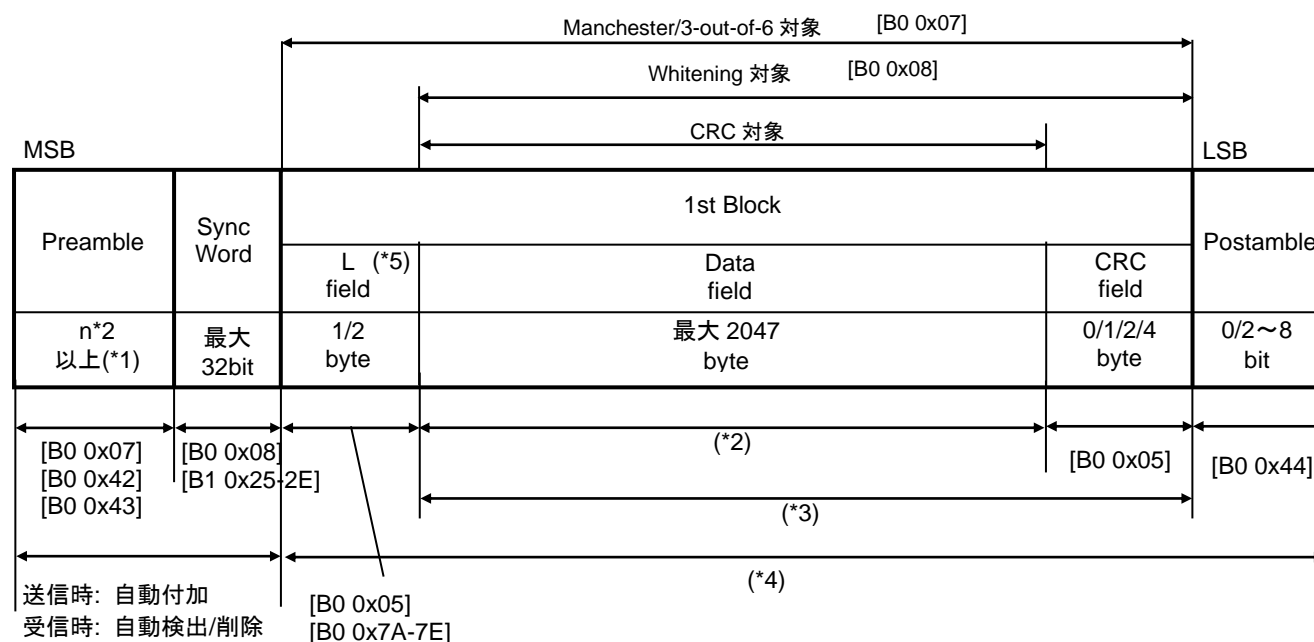 Manchester/3-out-of-6 対象 [B0 0x07]
Whitening 対象 [B0 0x08]
CRC 対象
MSB
LSB
Preamble
Sync
Word
1st Block
Postamble
L (*5)
field
Data
field
CRC
field
n*2
以上(*1)
最大
32bit
1/2
byte
最大 2047
byte
0/1/2/4
byte
0/2～8
bit
[B0 0x07]
[B0 0x42]
[B0 0x43]
[B0 0x08]
[B1 0x25-2E]
(*2)
[B0 0x05]
[B0 0x44]
(*3)
(*4)
送信時: 自動付加
受信時: 自動検出/削除
[B0 0x05]
[B0 0x7A-7E]